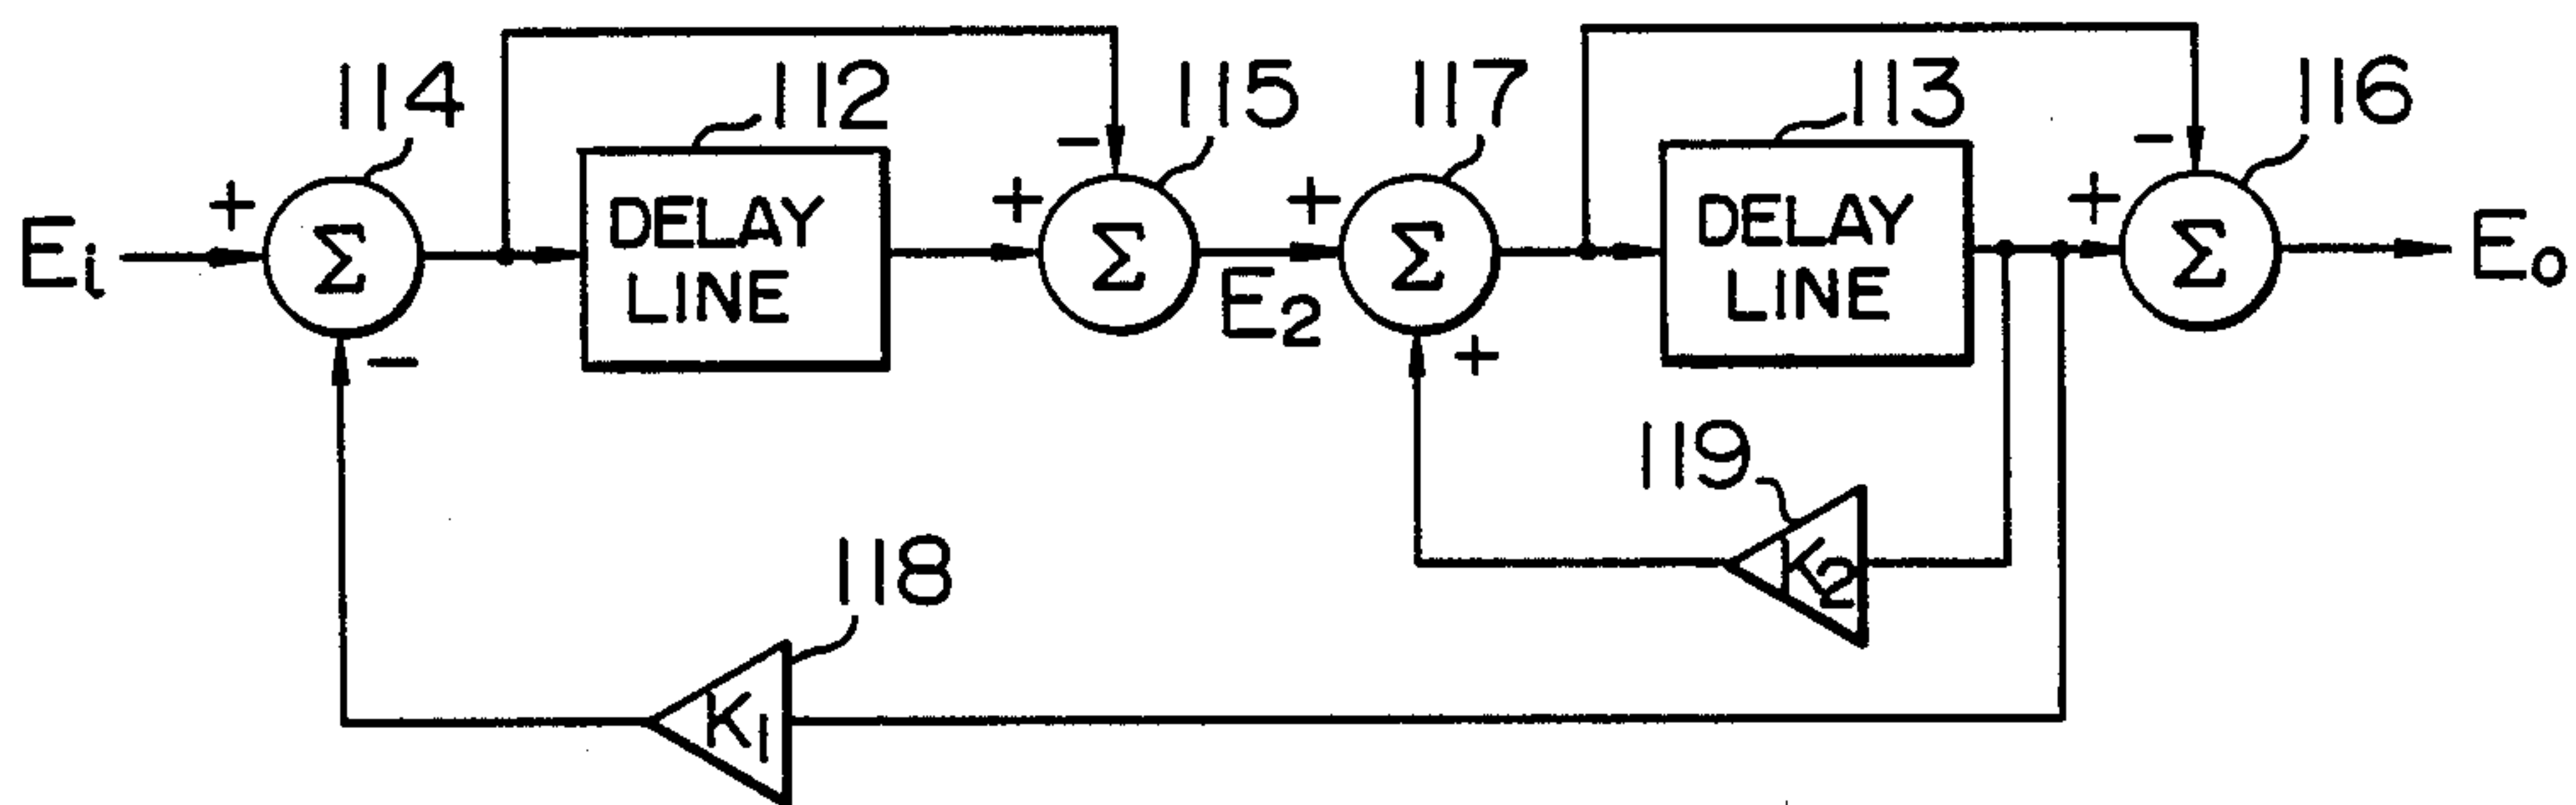 114
112
115
117
113
116
+
-
+
+
+
-
Ei
Σ
DELAY
LINE
Σ
E2
Σ
DELAY
LINE
Σ
Eo
-
+
119
K2
118
K1